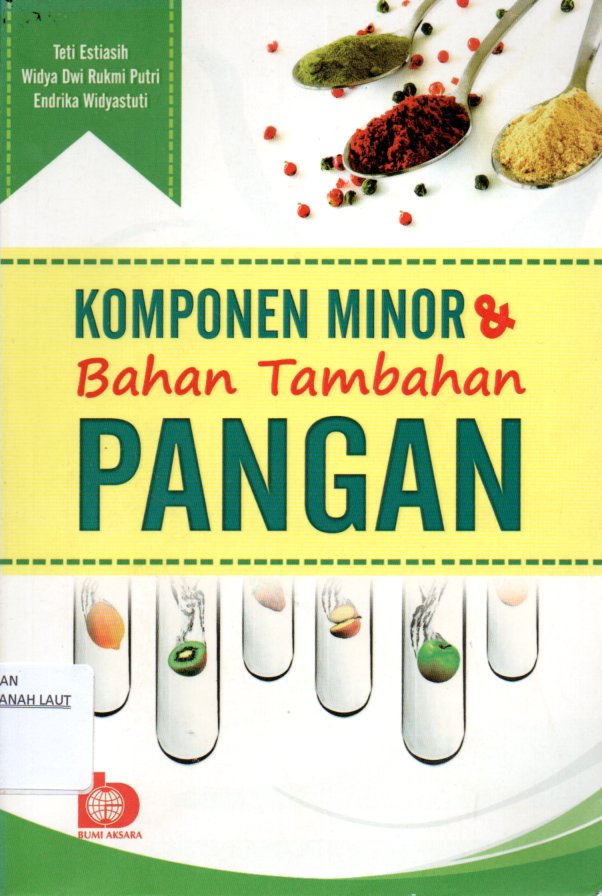 Teti Estiasih
Widya Dwi Rukmi Putri
Endrika Widyastuti
KOMPONEN MINOR &
Bahan Tambahan
PANGAN
AN
ANAH LAUT
b
BUMI AKSARA